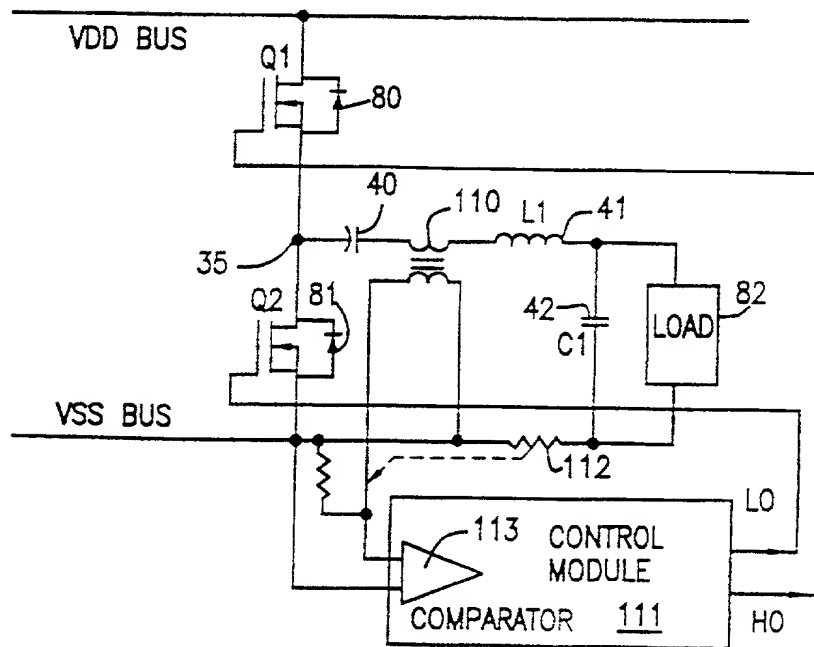 VDD BUS
Q1
80
40
110
L1
41
35
Q2
81
42
C1
LOAD
82
VSS BUS
112
LO
113
CONTROL
MODULE
COMPARATOR
111
HO